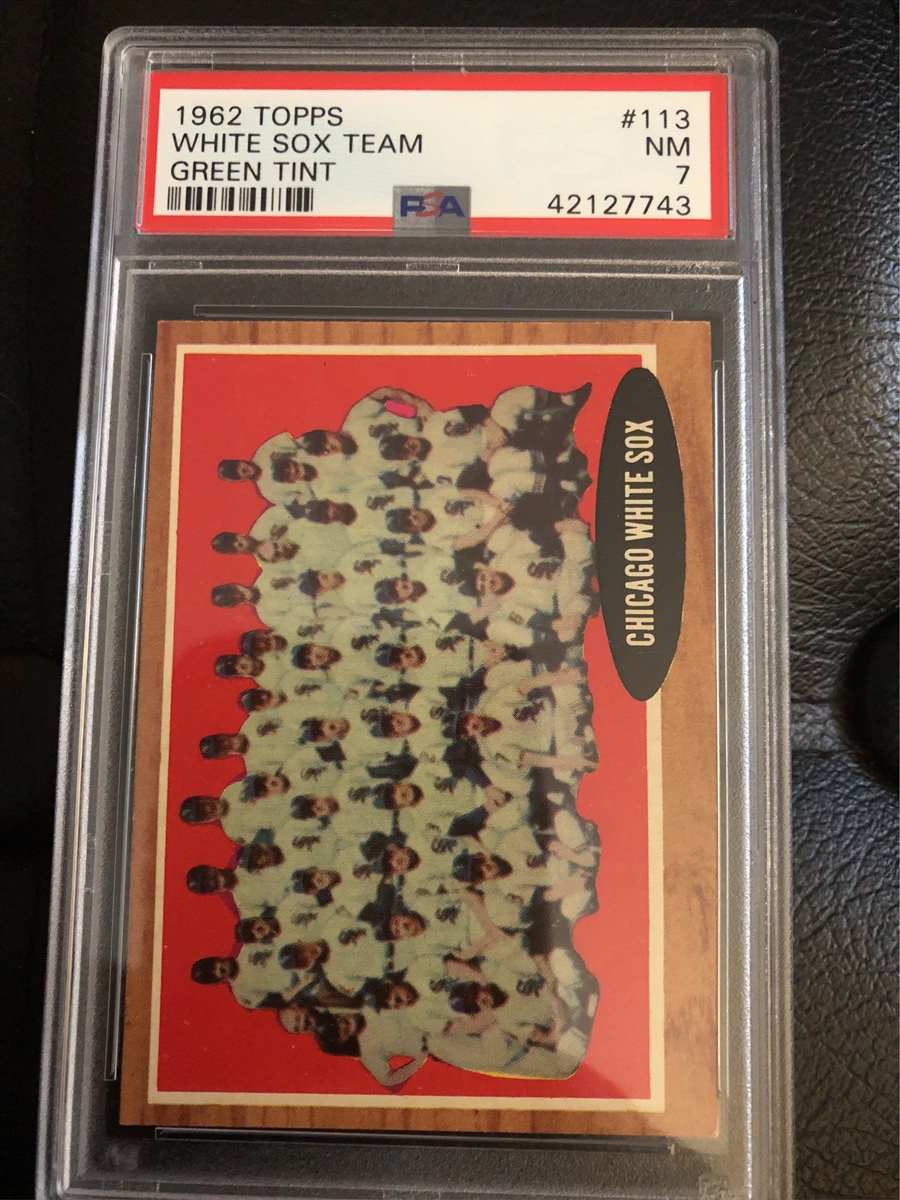 1962 TOPPS #113
WHITE SOX TEAM NM
GREEN TINT 7
PSA 42127743
CHICAGO WHITE SOX